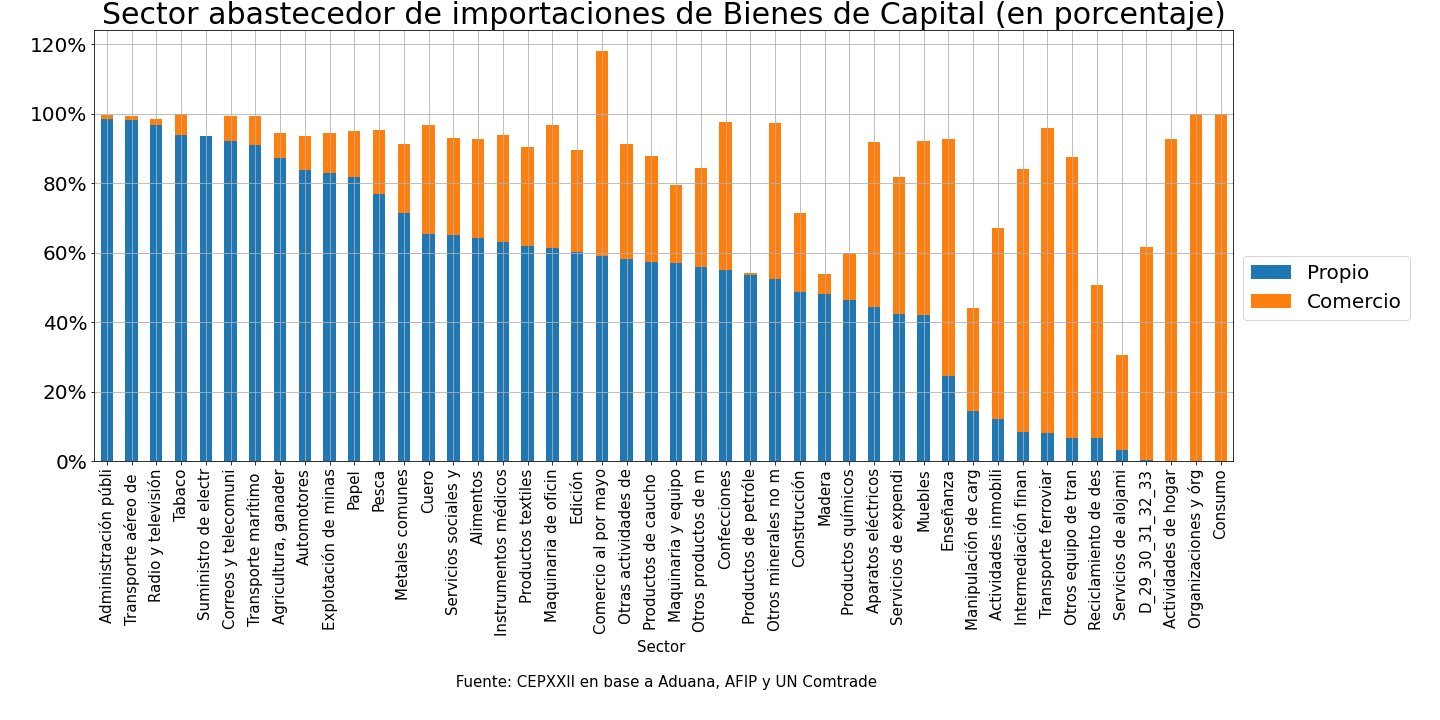 Sector abastecedor de importaciones de Bienes de Capital (en porcentaje)
120%
100%
80%
60%
40%
20%
0%
Propio
Comercio
Administración públi
Transporte aéreo de
Radio y televisión
Tabaco
Suministro de electr
Correos y telecomuni
Transporte marítimo
Agricultura, ganader
Automotores
Explotación de minas
Papel
Pesca
Metales comunes
Cuero
Servicios sociales y
Alimentos
Instrumentos médicos
Productos textiles
Maquinaria de oficin
Edición
Comercio al por mayo
Otras actividades de
Productos de caucho
Maquinaria y equipo
Otros productos de m
Confecciones
Productos de petróle
Otros minerales no m
Construcción
Madera
Productos químicos
Aparatos eléctricos
Servicios de expendi
Muebles
Enseñanza
Manipulación de carg
Actividades inmobili
Intermediación finan
Transporte ferroviar
Otros equipo de tran
Reciclamiento de des
Servicios de alojami
D_29_30_31_32_33
Actividades de hogar
Organizaciones y órg
Consumo
Sector
Fuente: CEPXXII en base a Aduana, AFIP y UN Comtrade